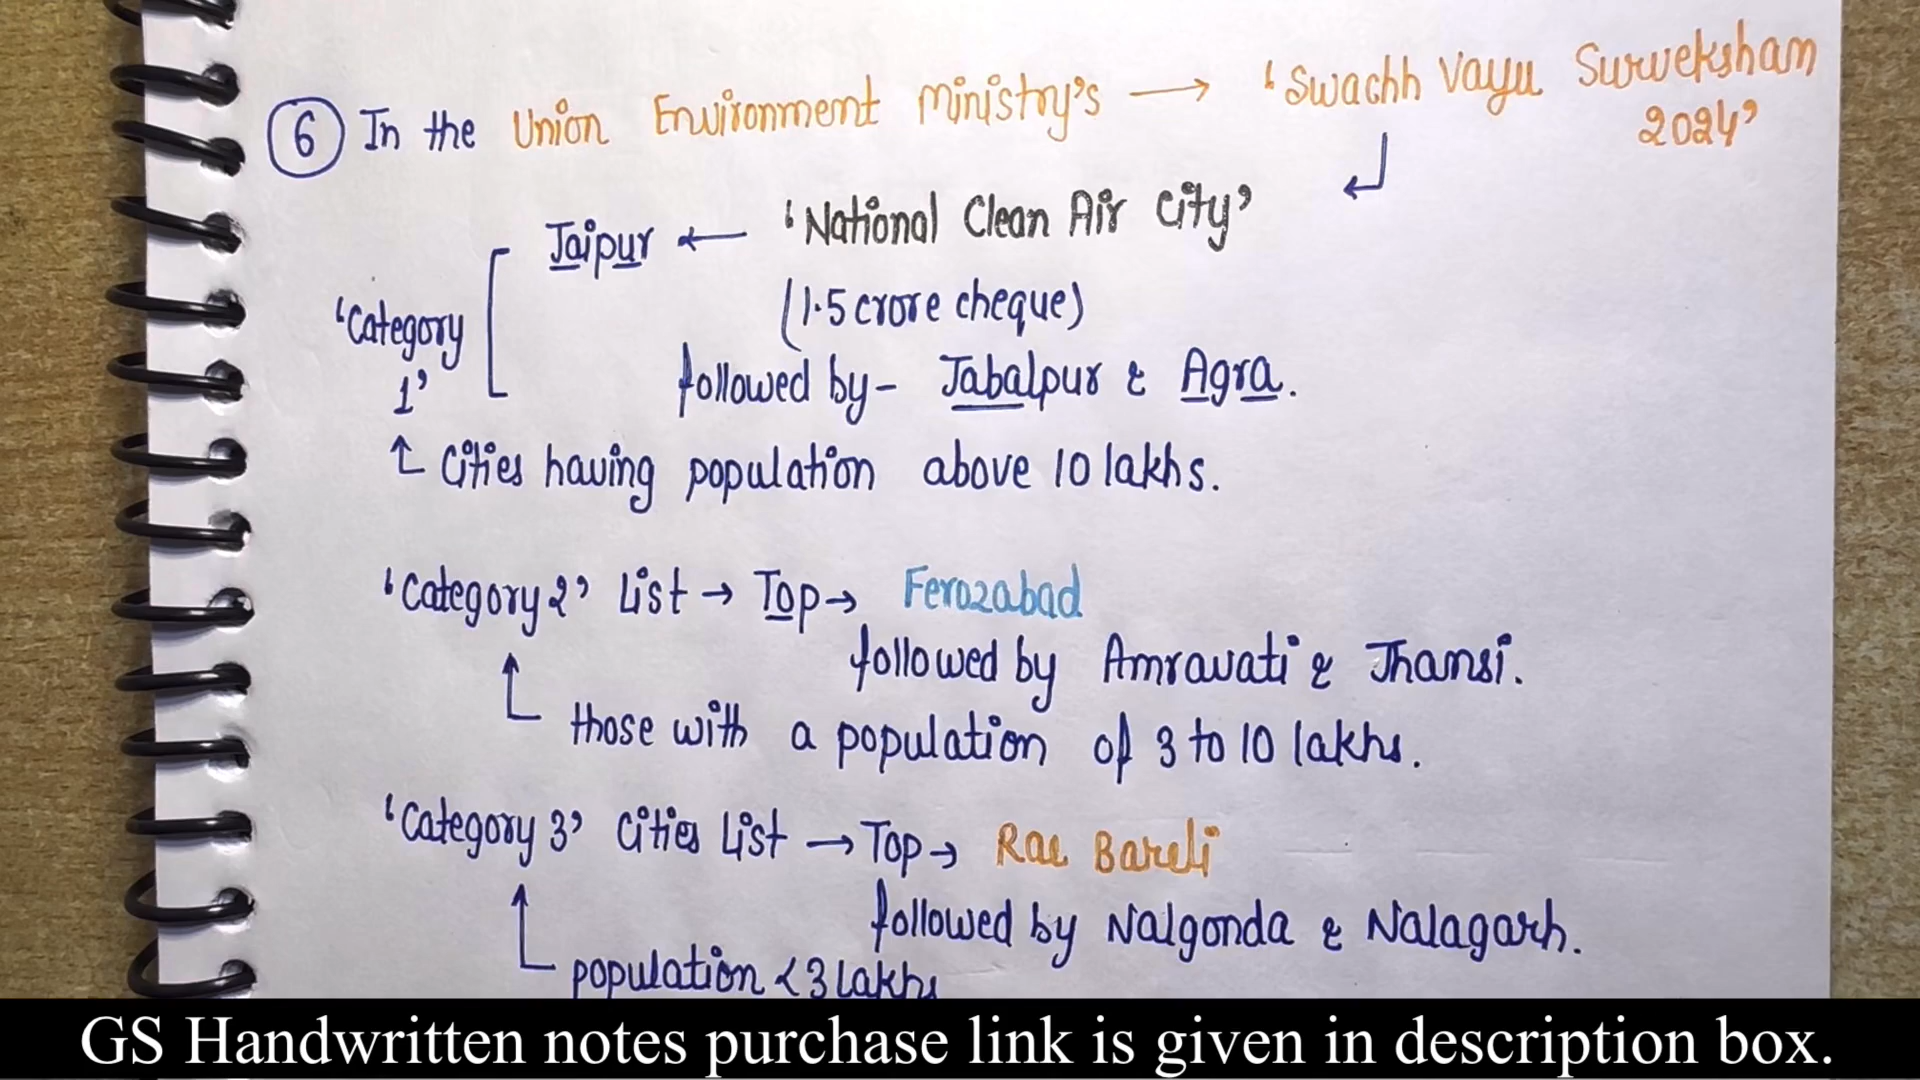 6 In the Union Environment Ministry's → 'Swachh Vayu Surveksham
2024'
Jaipur ← 'National Clean Air City'
(1.5 crore cheque)
'Category
1'
followed by - Jabalpur & Agra.
Cities having population above 10 lakhs.
'Category 2' List → Top → Ferozabad
followed by Amravati & Jhansi.
those with a population of 3 to 10 lakhs.
'Category 3' Cities List → Top → Rae Bareli
followed by Nalgonda & Nalagarh.
population < 3 lakhs
GS Handwritten notes purchase link is given in description box.